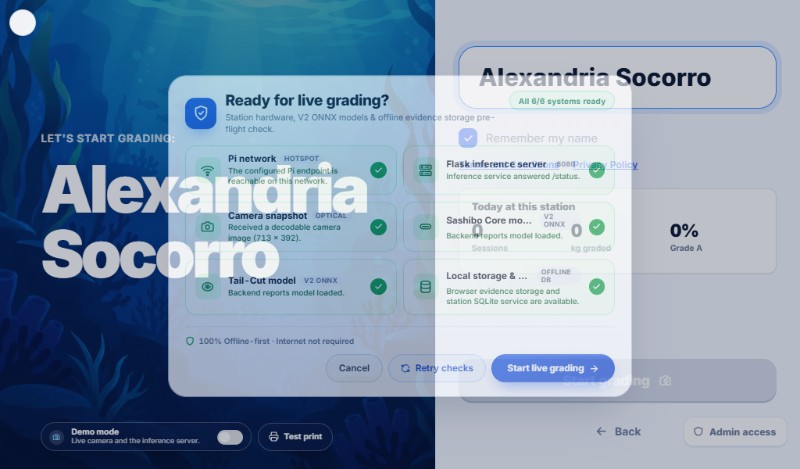 Alexandria Socorro
Ready for live grading?
All 6/6 systems ready
Station hardware, V2 ONNX models & offline evidence storage pre-
flight check.
LET'S START GRADING:
Remember my name
Alexandria
Socorro
Privacy Policy
Pi network HOTSPOT
The configured Pi endpoint is
reachable on this network.
Flask inference server
Inference service answered /status.
Today at this station
Camera snapshot OPTICAL
Received a decodable camera
image (713 × 392).
Sashibo Core mo... V2 ONNX
Backend reports model loaded.
0
Sessions
0
kg graded
0%
Grade A
Tail-Cut model V2 ONNX
Backend reports model loaded.
Local storage & ... OFFLINE DB
Browser evidence storage and
station SQLite service are available.
100% Offline-first · Internet not required
Cancel
Retry checks
Start live grading →
Start grading
Demo mode
Live camera and the inference server.
Test print
← Back
Admin access